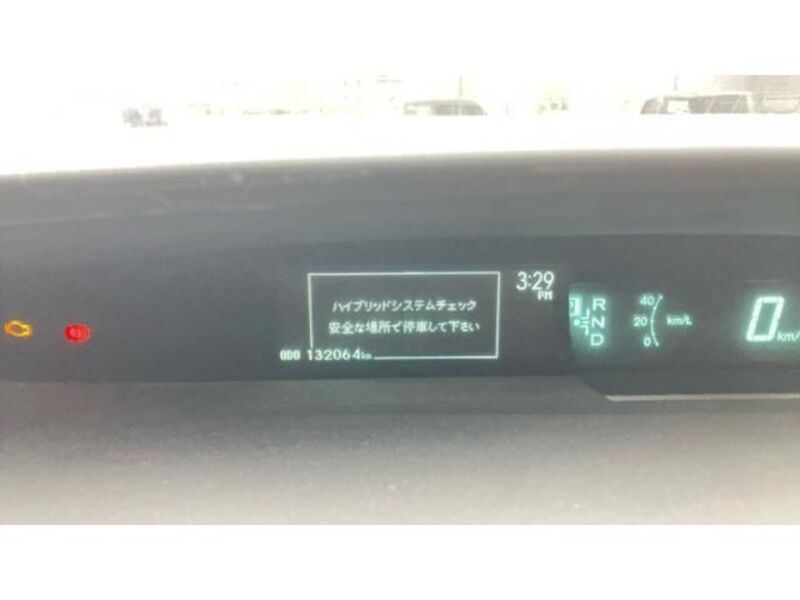 3:29
PM
ハイブリッドシステムチェック
安全な場所で停車して下さい
ODO 132064km
R
N
D
40
20
0
km/L
0 km/